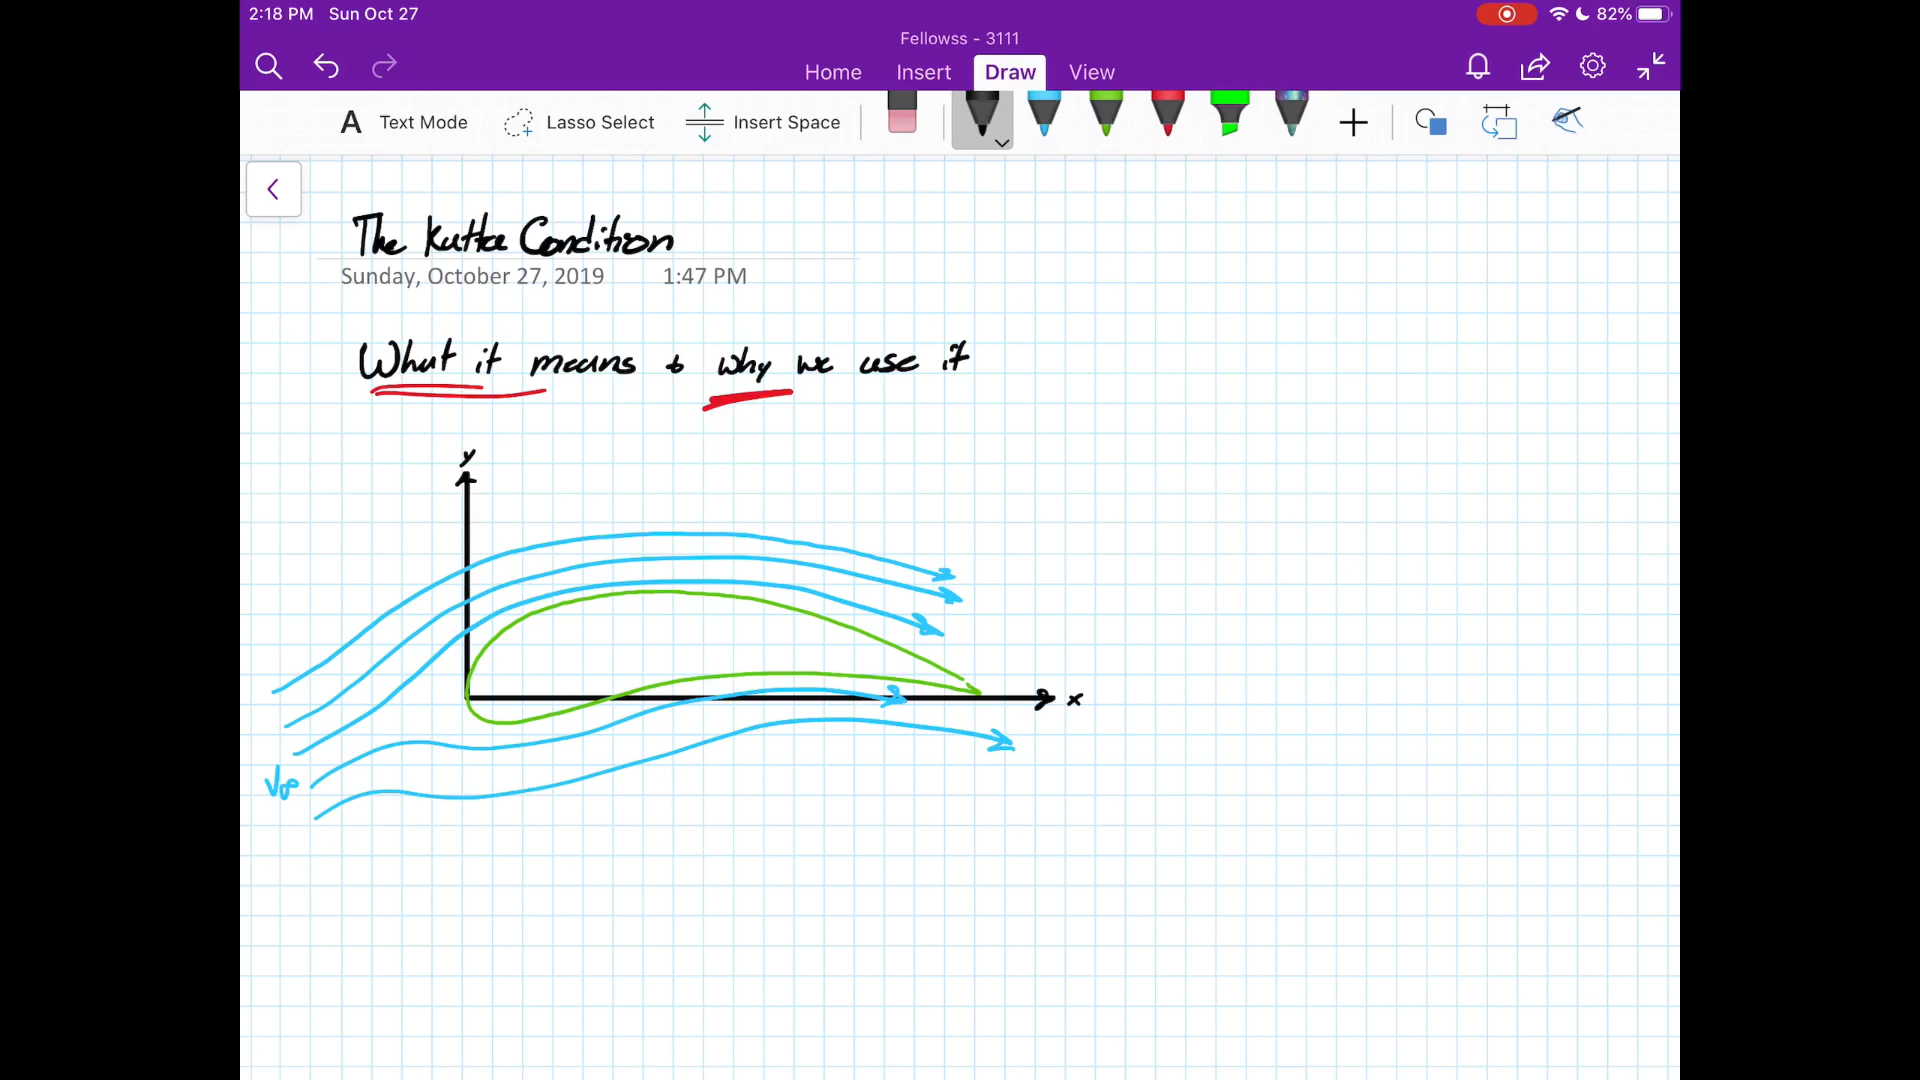 2:18 PM Sun Oct 27
82%
Fellowss - 3111
Home Insert Draw View
A Text Mode Lasso Select Insert Space
The Kutta Condition
Sunday, October 27, 2019 1:47 PM
What it means & why we use it
y
x
V∞